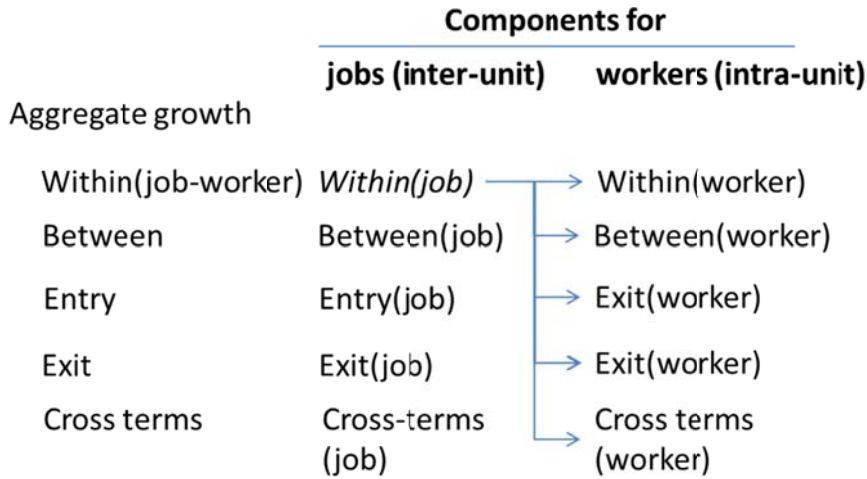 Components for
jobs (inter-unit) workers (intra-unit)
Aggregate growth
Within(job-worker) Within(job) Within(worker)
Between Between(job) Between(worker)
Entry Entry(job) Exit(worker)
Exit Exit(job) Exit(worker)
Cross terms Cross-terms Cross terms
(job) (worker)